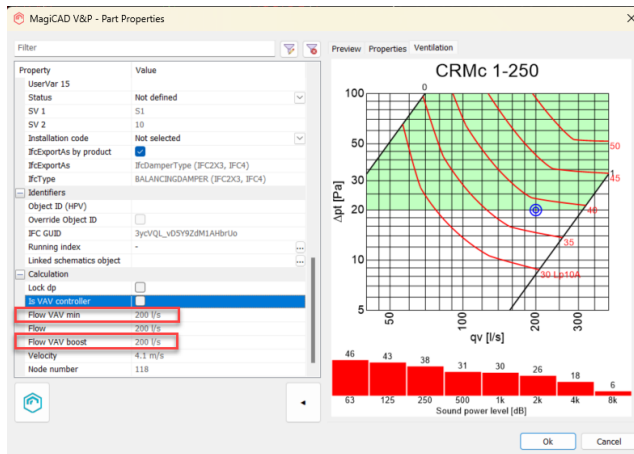 MagiCAD V&P - Part Properties
Filter
Preview Properties Ventilation
Property Value
UserVar 15
Status Not defined
SV 1 S1
SV 2 10
Installation code Not selected
IfcExportAs by product
IfcExportAs IfcDamperType (IFC2X3, IFC4)
IfcType BALANCINGDAMPER (IFC2X3, IFC4)
Identifiers
Object ID (HPV)
Override Object ID
IFC GUID 3ycVQL_vD5Y9ZdM1AHbrUo
Running index -
Linked schematics object
Calculation
Lock dp
Is VAV controller
Flow VAV min 200 l/s
Flow 200 l/s
Flow VAV boost 200 l/s
Velocity 4.1 m/s
Node number 118
CRMc 1-250
0
100
50
30
20
10
5
Δpt [Pa]
50
45
1
40
35
30 Lp10A
50 100 200 300
qv [l/s]
46 43 38 31 30 26 18 6
63 125 250 500 1k 2k 4k 8k
Sound power level [dB]
Ok Cancel